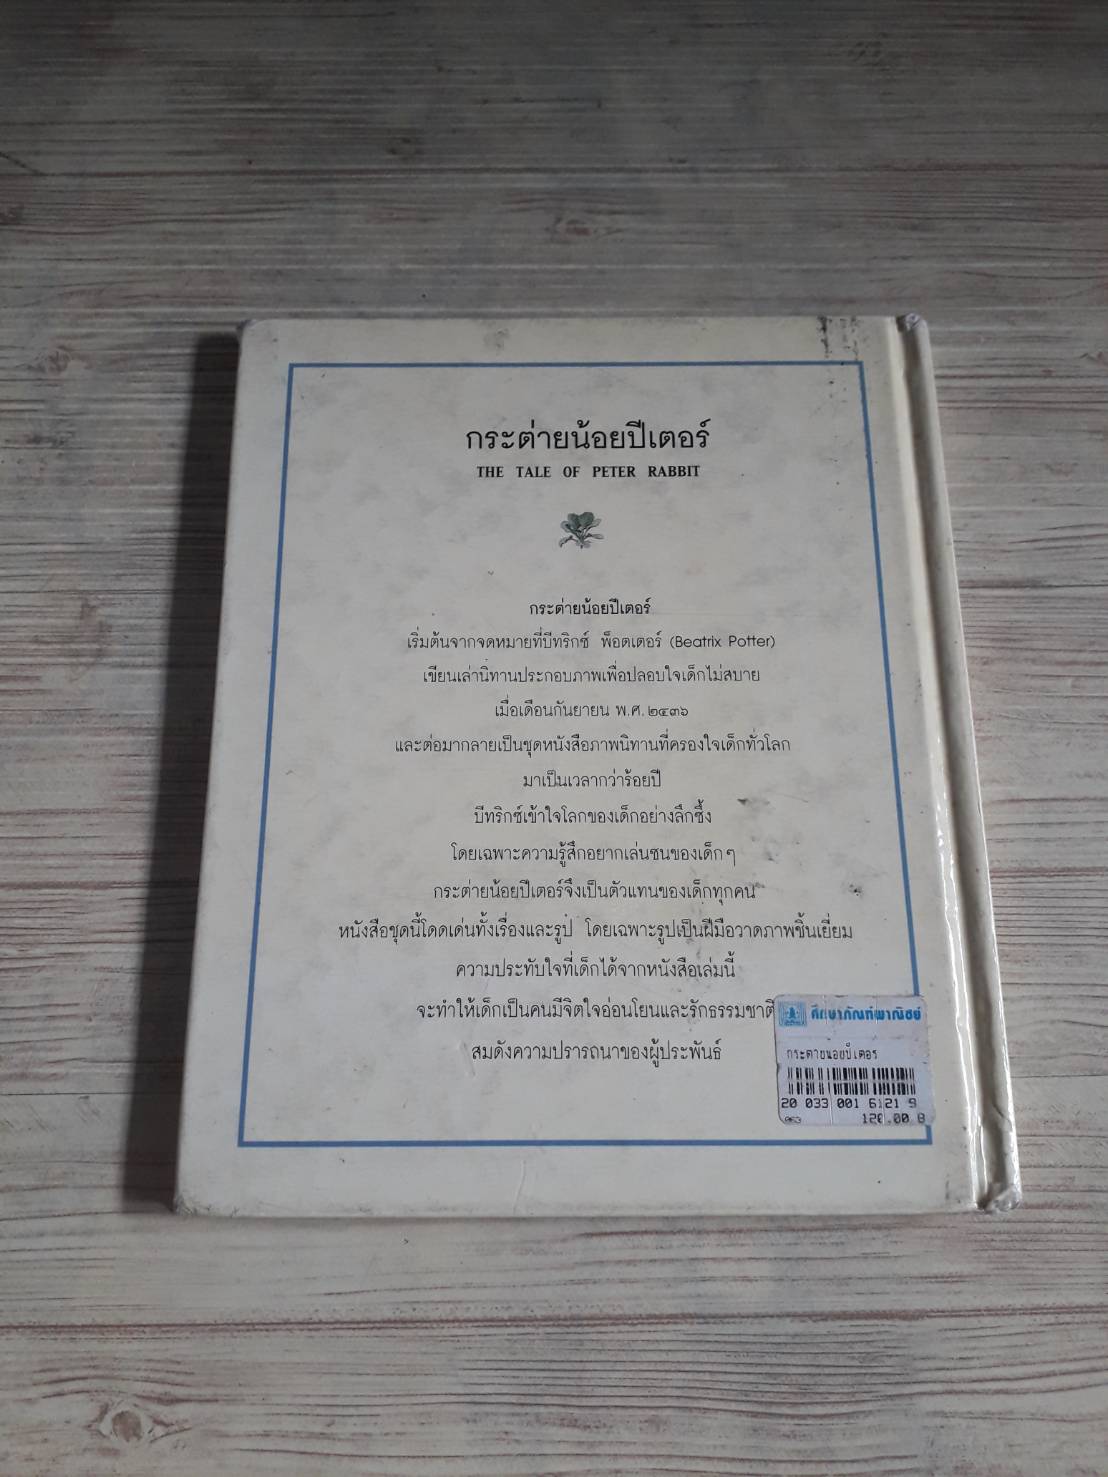 กระต่ายน้อยปีเตอร์
THE TALE OF PETER RABBIT
กระต่ายน้อยปีเตอร์
เริ่มต้นจากจดหมายที่บีทริกซ์ พ็อตเตอร์ (Beatrix Potter)
เขียนเล่านิทานประกอบภาพเพื่อปลอบใจเด็กไม่สบาย
เมื่อเดือนกันยายน พ.ศ. ๒๔๓๖
และต่อมากลายเป็นชุดหนังสือภาพนิทานที่ครองใจเด็กทั่วโลก
มาเป็นเวลากว่าร้อยปี
บีทริกซ์เข้าใจโลกของเด็กอย่างลึกซึ้ง
โดยเฉพาะความรู้สึกอยากเล่นซนของเด็กๆ
กระต่ายน้อยปีเตอร์จึงเป็นตัวแทนของเด็กทุกคน
หนังสือชุดนี้โดดเด่นทั้งเรื่องและรูป โดยเฉพาะรูปเป็นฝีมือวาดภาพชิ้นเยี่ยม
ความประทับใจที่เด็กได้จากหนังสือเล่มนี้
จะทำให้เด็กเป็นคนมีจิตใจอ่อนโยนและรักธรรมชาติ
สมดังความปรารถนาของผู้ประพันธ์
ศึกษาภัณฑ์พาณิชย์
กระต่ายน้อยปีเตอร์
20 033 001 6121 9
120.00 B